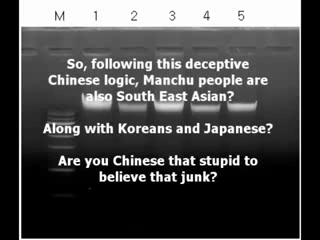 M 1 2 3 4 5
So, following this deceptive
Chinese logic, Manchu people are
also South East Asian?
Along with Koreans and Japanese?
Are you Chinese that stupid to
believe that junk?